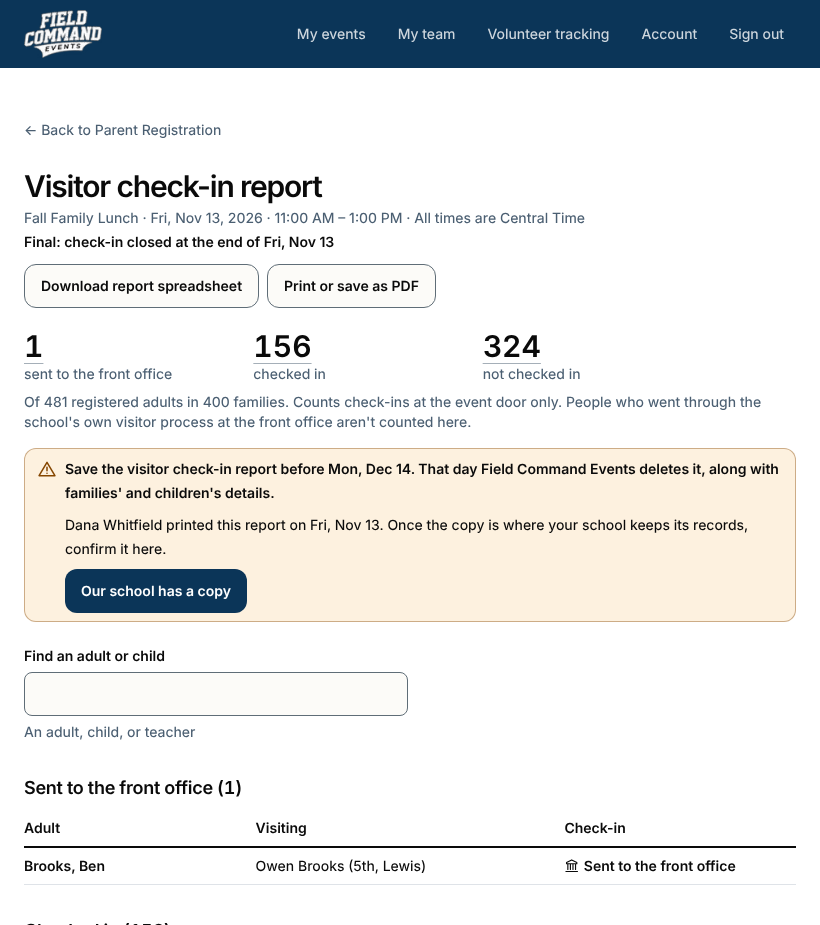 FIELD
COMMAND
EVENTS
My events
My team
Volunteer tracking
Account
Sign out
← Back to Parent Registration
Visitor check-in report
Fall Family Lunch · Fri, Nov 13, 2026 · 11:00 AM – 1:00 PM · All times are Central Time
Final: check-in closed at the end of Fri, Nov 13
Download report spreadsheet
Print or save as PDF
1
sent to the front office
156
checked in
324
not checked in
Of 481 registered adults in 400 families. Counts check-ins at the event door only. People who went through the
school's own visitor process at the front office aren't counted here.
Save the visitor check-in report before Mon, Dec 14. That day Field Command Events deletes it, along with
families' and children's details.
Dana Whitfield printed this report on Fri, Nov 13. Once the copy is where your school keeps its records,
confirm it here.
Our school has a copy
Find an adult or child
An adult, child, or teacher
Sent to the front office (1)
Adult Visiting Check-in
Brooks, Ben Owen Brooks (5th, Lewis) Sent to the front office